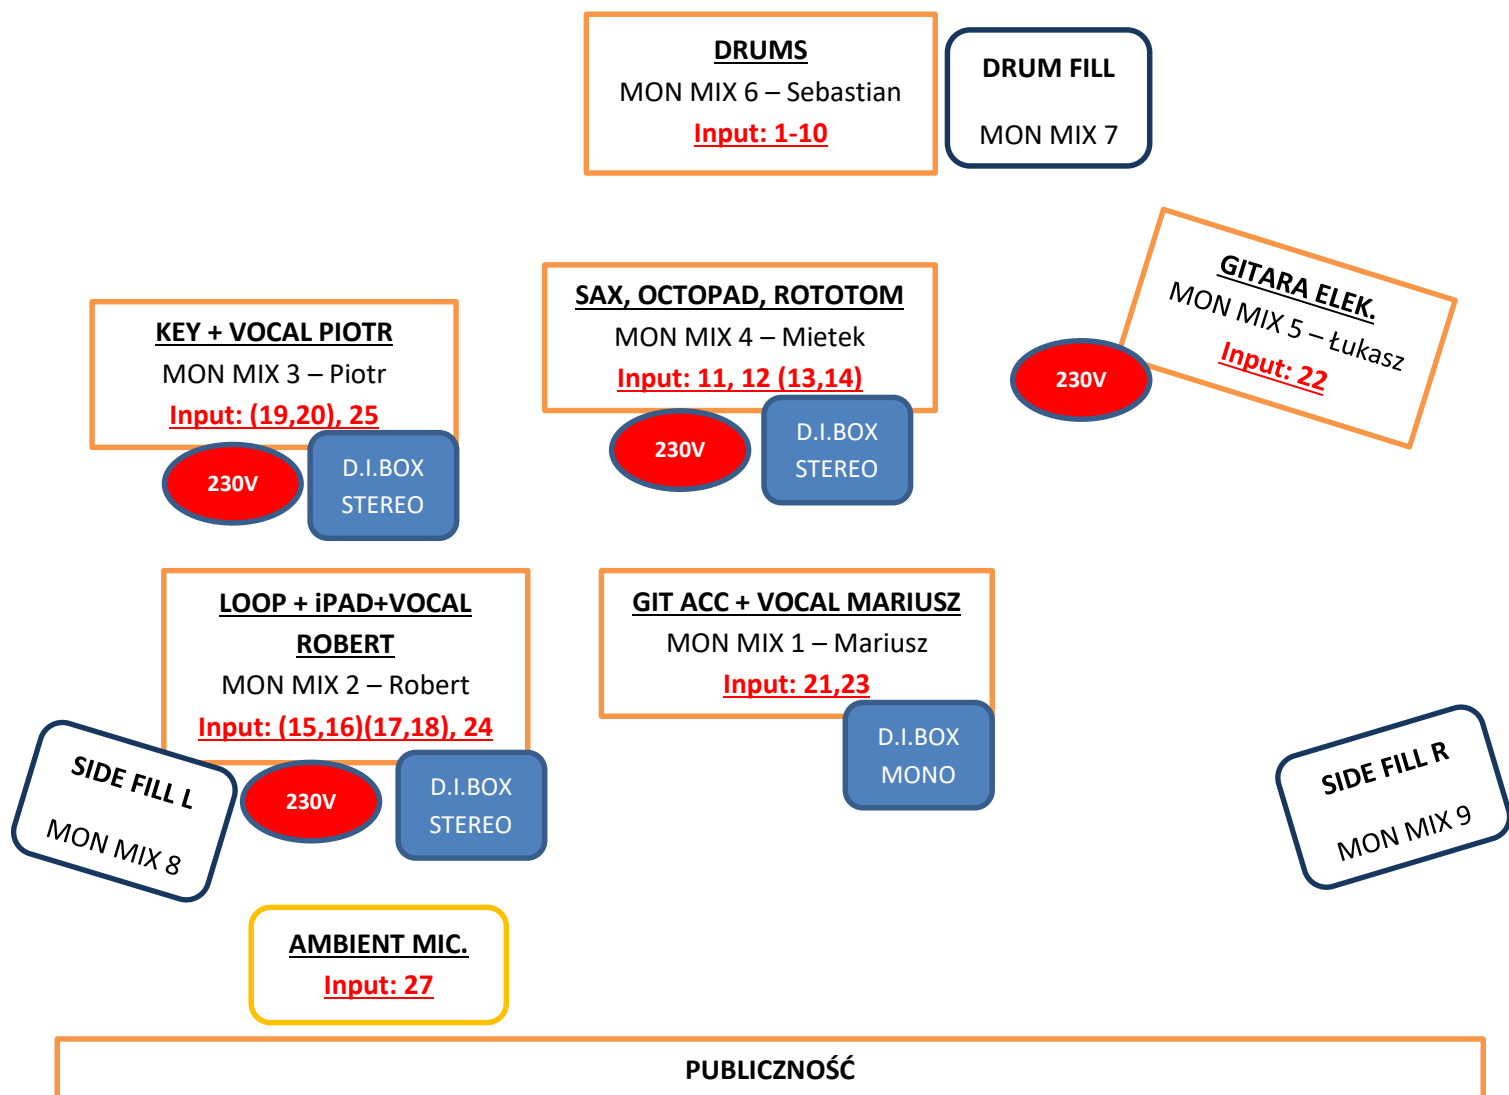 DRUMS
MON MIX 6 – Sebastian
Input: 1-10
DRUM FILL
MON MIX 7
KEY + VOCAL PIOTR
MON MIX 3 – Piotr
Input: (19,20), 25
230V
D.I.BOX
STEREO
SAX, OCTOPAD, ROTOTOM
MON MIX 4 – Mietek
Input: 11, 12 (13,14)
230V
D.I.BOX
STEREO
GITARA ELEK.
MON MIX 5 – Łukasz
Input: 22
230V
LOOP + iPAD+VOCAL
ROBERT
MON MIX 2 – Robert
Input: (15,16)(17,18), 24
230V
D.I.BOX
STEREO
GIT ACC + VOCAL MARIUSZ
MON MIX 1 – Mariusz
Input: 21,23
D.I.BOX
MONO
SIDE FILL L
MON MIX 8
SIDE FILL R
MON MIX 9
AMBIENT MIC.
Input: 27
PUBLICZNOŚĆ